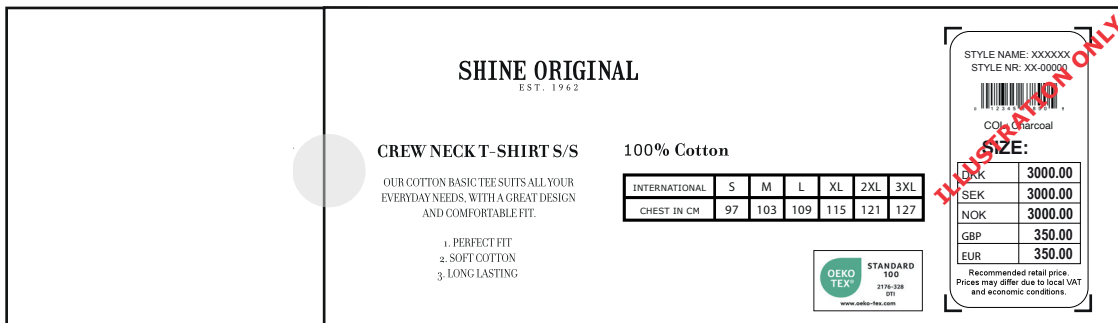 SHINE ORIGINAL
EST. 1962
CREW NECK T-SHIRT S/S
OUR COTTON BASIC TEE SUITS ALL YOUR
EVERYDAY NEEDS, WITH A GREAT DESIGN
AND COMFORTABLE FIT.
1. PERFECT FIT
2. SOFT COTTON
3. LONG LASTING
100% Cotton
INTERNATIONAL S M L XL 2XL 3XL
CHEST IN CM 97 103 109 115 121 127
OEKO
TEX®
STANDARD
100
2176-328
DTI
www.oeko-tex.com
STYLE NAME: XXXXXX
STYLE NR: XX-00000
COL: Charcoal
SIZE:
DKK 3000.00
SEK 3000.00
NOK 3000.00
GBP 350.00
EUR 350.00
Recommended retail price.
Prices may differ due to local VAT
and economic conditions.
ILLUSTRATION ONLY